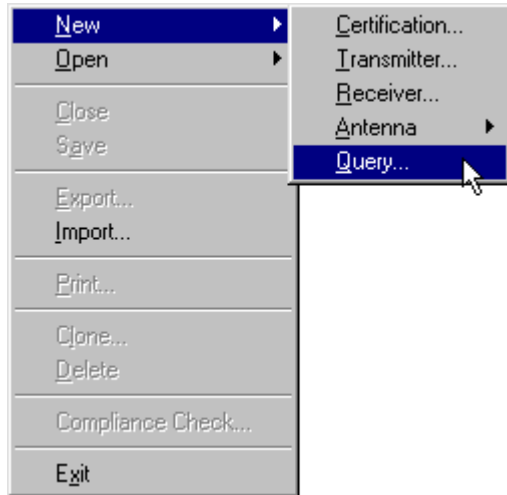 New
Open
Close
Save
Export...
Import...
Print...
Clone...
Delete
Compliance Check...
Exit
Certification...
Transmitter...
Receiver...
Antenna
Query...